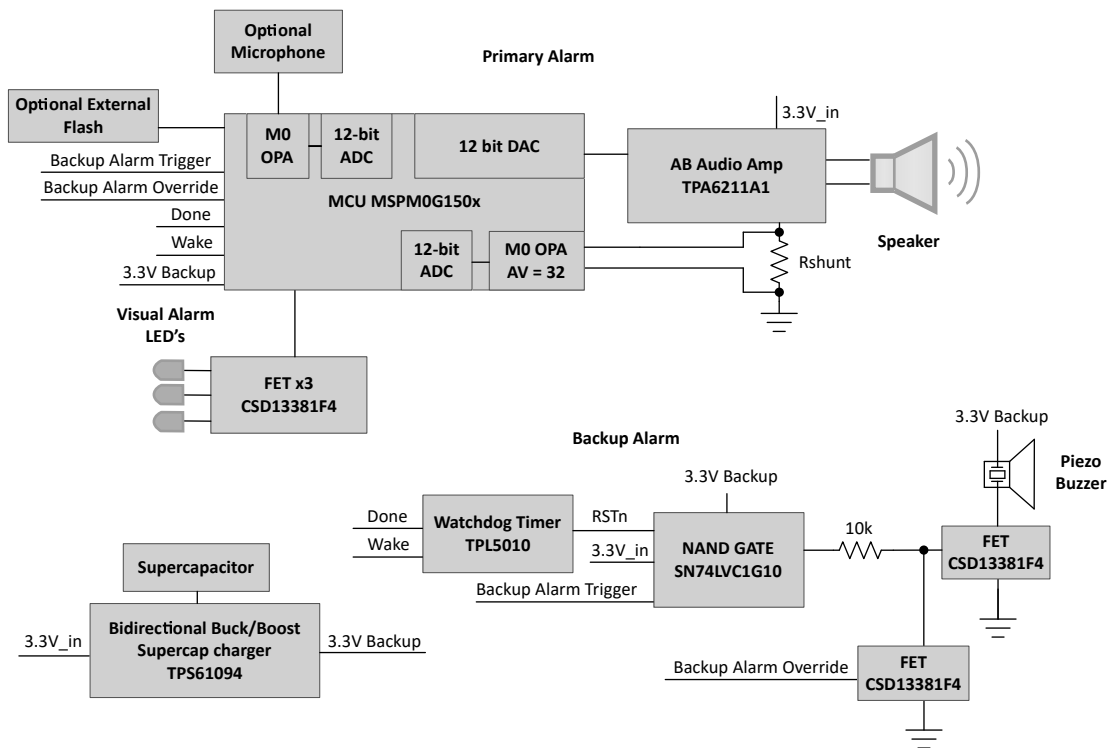 Optional
Microphone
Primary Alarm
Optional External
Flash
3.3V_in
M0
OPA
12-bit
ADC
12 bit DAC
AB Audio Amp
TPA6211A1
Backup Alarm Trigger
Backup Alarm Override
MCU MSPM0G150x
Done
Wake
3.3V Backup
12-bit
ADC
M0 OPA
AV = 32
Speaker
Rshunt
Visual Alarm
LED's
FET x3
CSD13381F4
Backup Alarm
3.3V Backup
Piezo
Buzzer
3.3V Backup
Done
Wake
Watchdog Timer
TPL5010
RSTn
3.3V_in
Backup Alarm Trigger
NAND GATE
SN74LVC1G10
10k
FET
CSD13381F4
Supercapacitor
3.3V_in
Bidirectional Buck/Boost
Supercap charger
TPS61094
3.3V Backup
Backup Alarm Override
FET
CSD13381F4